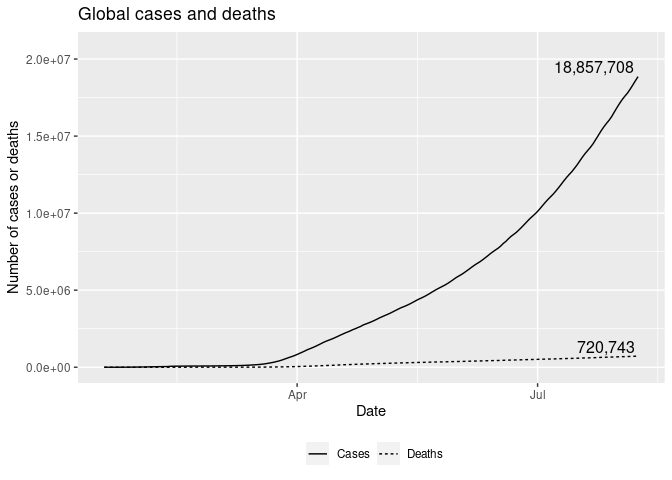 Global cases and deaths
2.0e+07
1.5e+07
1.0e+07
5.0e+06
0.0e+00
Number of cases or deaths
18,857,708
720,743
Apr
Jul
Date
Cases
Deaths